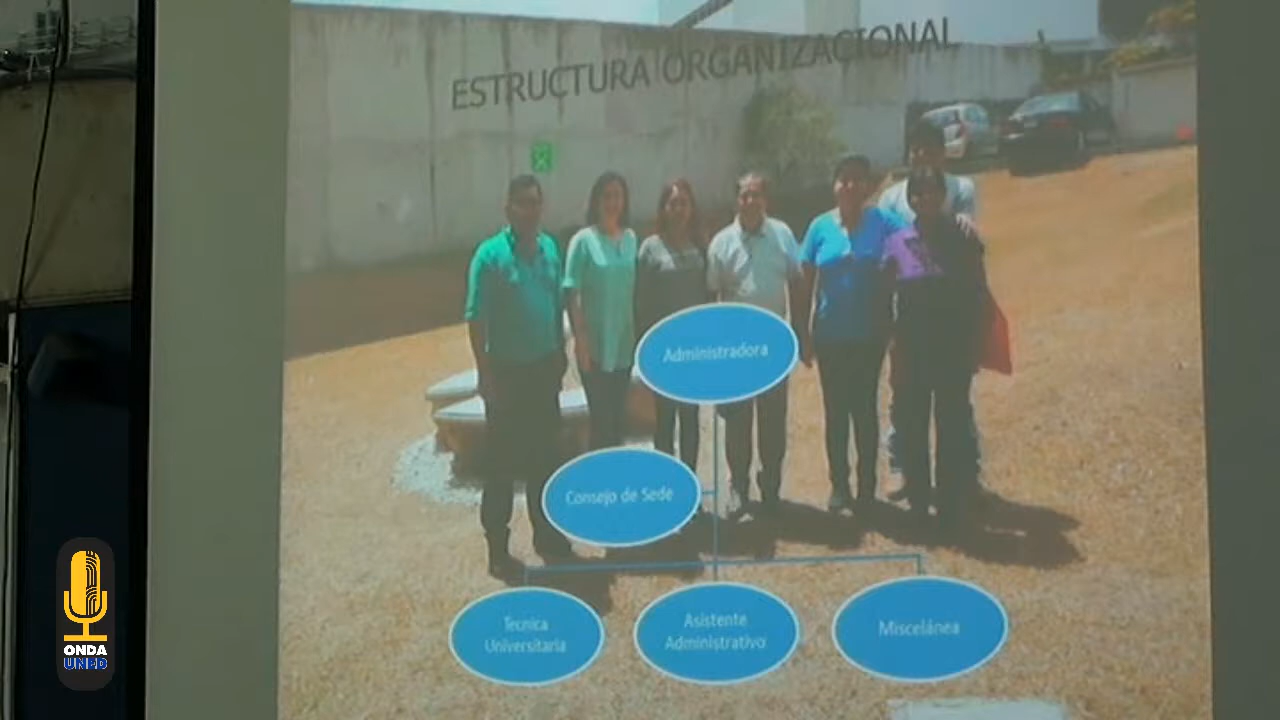 ESTRUCTURA ORGANIZACIONAL
Administradora
Consejo de Sede
Tecnica
Universitaria
Asistente
Administrativo
Miscelánea
ONDA
UNED